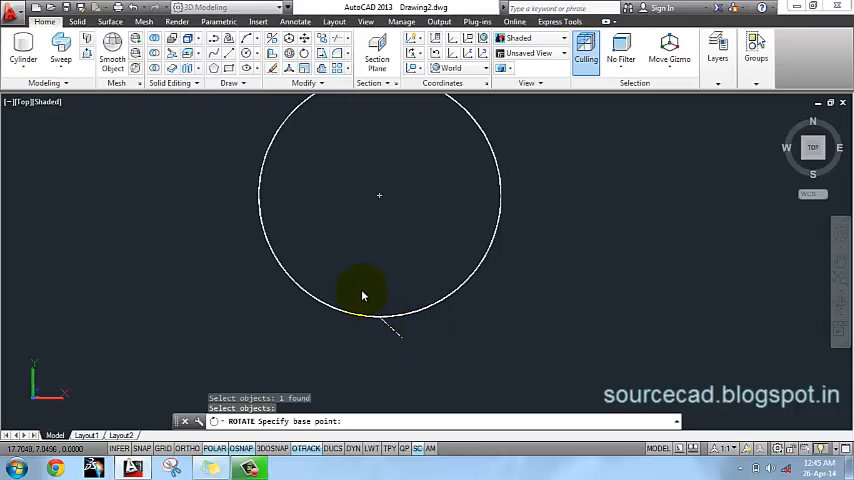 3D Modeling
AutoCAD 2013 Drawing2.dwg
Type a keyword or phrase
Sign In
Home Solid Surface Mesh Render Parametric Insert Annotate Layout View Manage Output Plug-ins Online Express Tools
Cylinder Sweep Smooth Object Section Plane World Shaded Unsaved View Culling No Filter Move Gizmo Layers Groups
Modeling Mesh Solid Editing Draw Modify Section Coordinates View Selection
[−][Top][Shaded]
N
W TOP E
S
WCS
Y
X
sourcecad.blogspot.in
Select objects: 1 found
Select objects:
ROTATE Specify base point:
Model Layout1 Layout2
17.7048, 7.0496, 0.0000 INFER SNAP GRID ORTHO POLAR OSNAP 3DOSNAP OTRACK DUCS DYN LWT TPY QP SC AM MODEL 1:1
12:45 AM
26-Apr-14